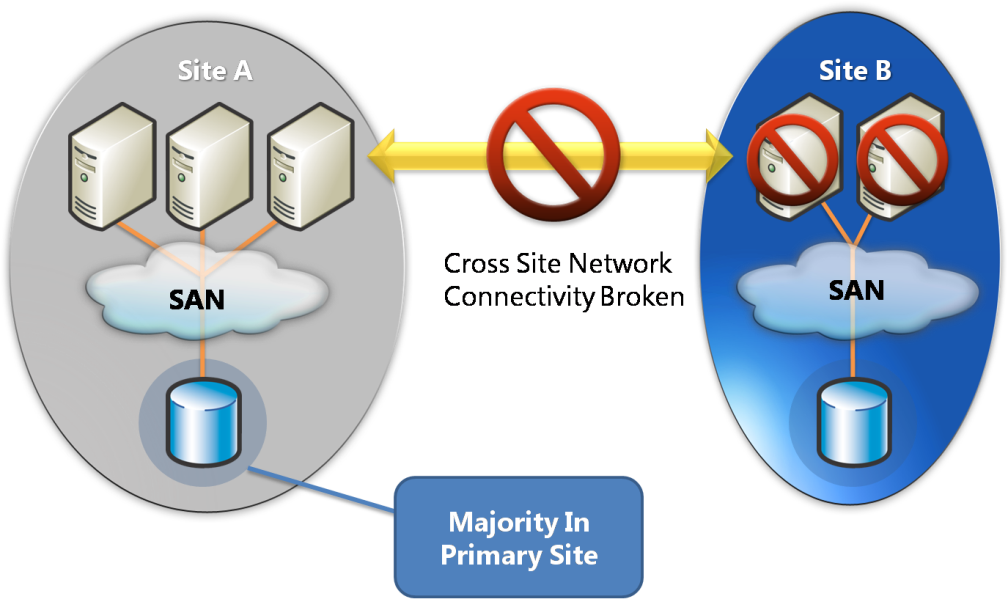 Site A
Site B
Cross Site Network
Connectivity Broken
SAN
SAN
Majority In
Primary Site